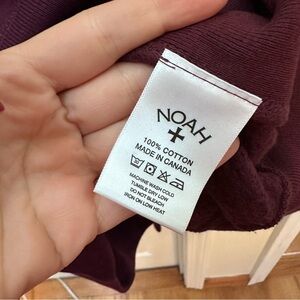 NOAH
100% COTTON
MADE IN CANADA
MACHINE WASH COLD
TUMBLE DRY LOW
DO NOT BLEACH
IRON ON LOW HEAT